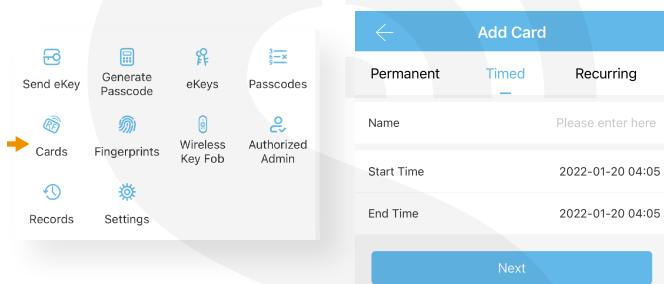 Send eKey
Generate
Passcode
eKeys
Passcodes
Cards
Fingerprints
Wireless
Key Fob
Authorized
Admin
Records
Settings
Add Card
Permanent
Timed
Recurring
Name
Please enter here
Start Time
2022-01-20 04:05
End Time
2022-01-20 04:05
Next